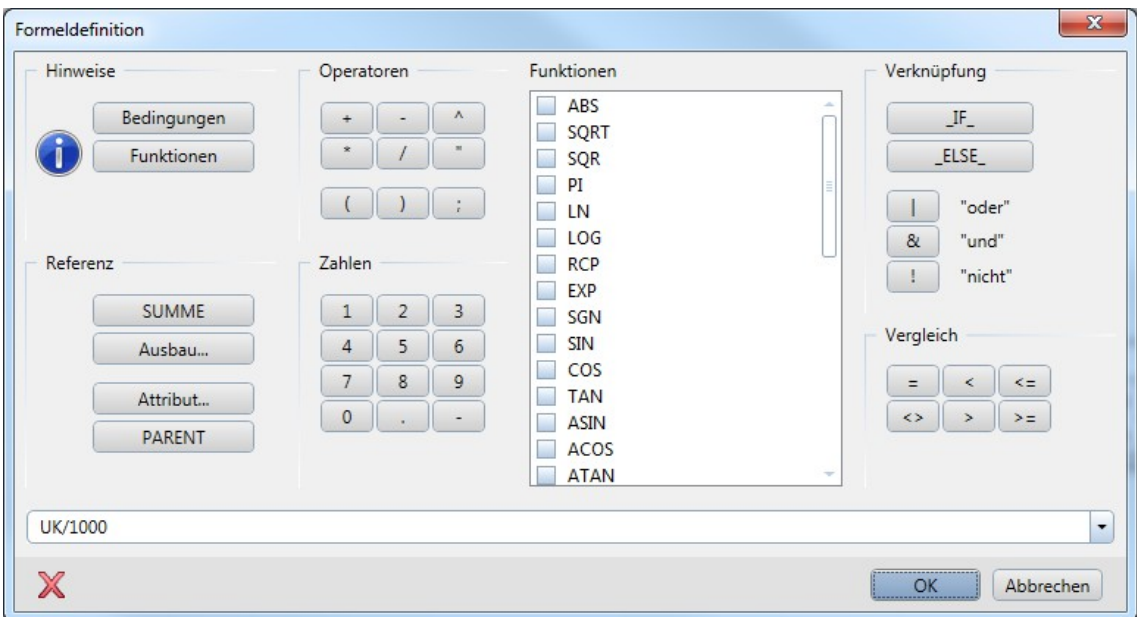 Formeldefinition
X
Hinweise
Bedingungen
Funktionen
Operatoren
+ - ^
* / "
( ) ;
Funktionen
ABS
SQRT
SQR
PI
LN
LOG
RCP
EXP
SGN
SIN
COS
TAN
ASIN
ACOS
ATAN
Verknüpfung
_IF_
_ELSE_
| "oder"
& "und"
! "nicht"
Referenz
SUMME
Ausbau...
Attribut...
PARENT
Zahlen
1 2 3
4 5 6
7 8 9
0 . -
Vergleich
= < <=
<> > >=
UK/1000
OK Abbrechen